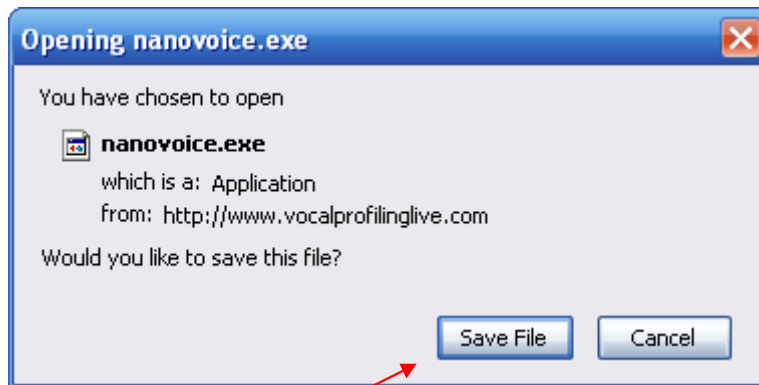 Opening nanovoice.exe
You have chosen to open
nanovoice.exe
which is a: Application
from: http://www.vocalprofilinglive.com
Would you like to save this file?
Save File Cancel